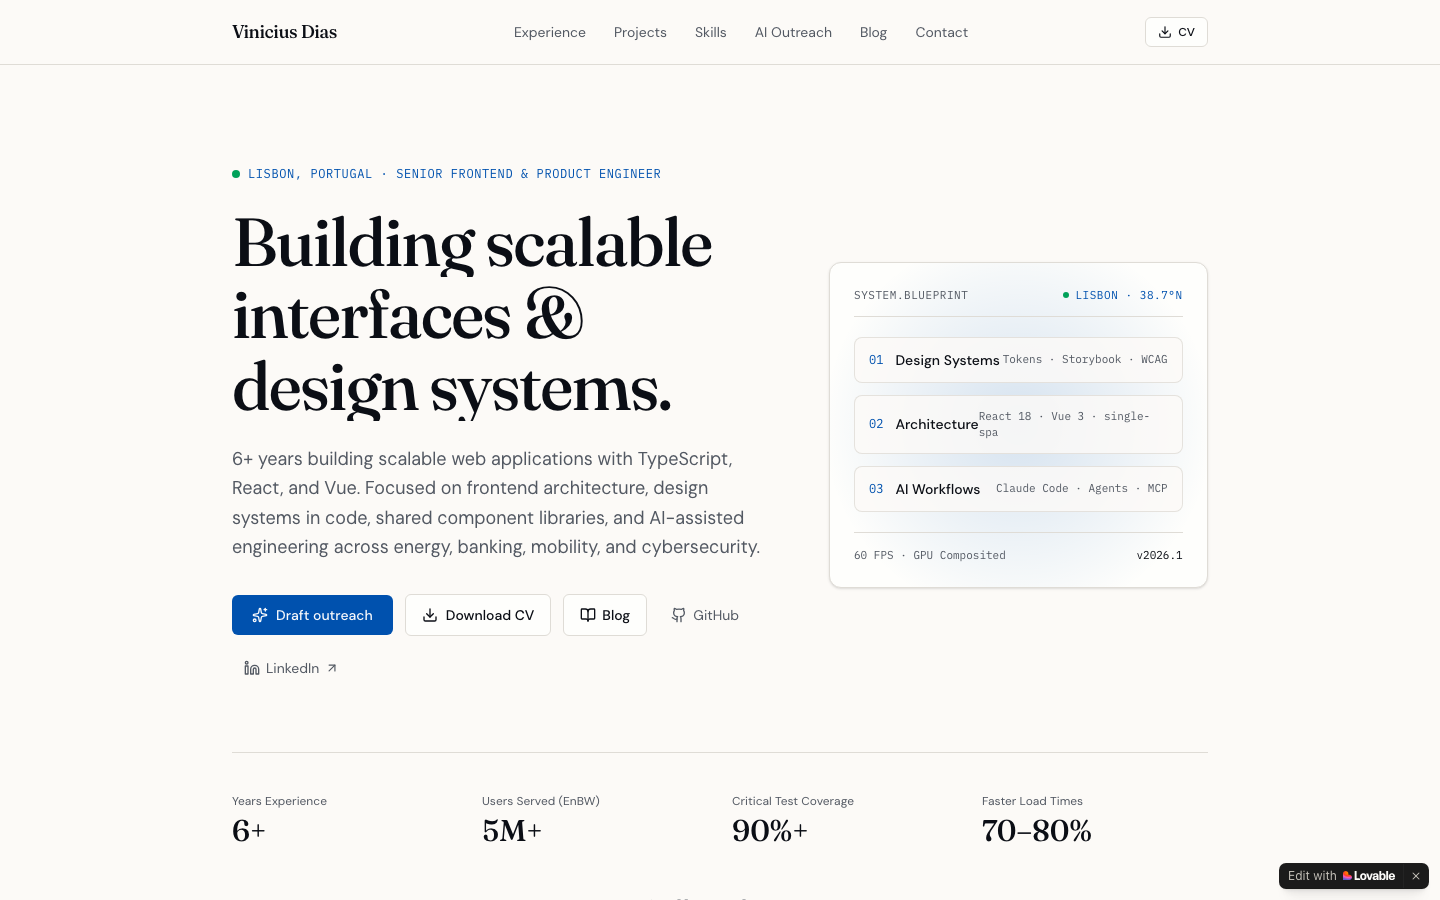 Vinicius Dias
Experience
Projects
Skills
AI Outreach
Blog
Contact
CV
LISBON, PORTUGAL · SENIOR FRONTEND & PRODUCT ENGINEER
Building scalable
interfaces &
design systems.
6+ years building scalable web applications with TypeScript,
React, and Vue. Focused on frontend architecture, design
systems in code, shared component libraries, and AI-assisted
engineering across energy, banking, mobility, and cybersecurity.
Draft outreach
Download CV
Blog
GitHub
LinkedIn
SYSTEM.BLUEPRINT
LISBON · 38.7°N
01 Design Systems Tokens · Storybook · WCAG
02 Architecture React 18 · Vue 3 · single-
spa
03 AI Workflows Claude Code · Agents · MCP
60 FPS · GPU Composited
v2026.1
Years Experience
6+
Users Served (EnBW)
5M+
Critical Test Coverage
90%+
Faster Load Times
70–80%
Edit with Lovable